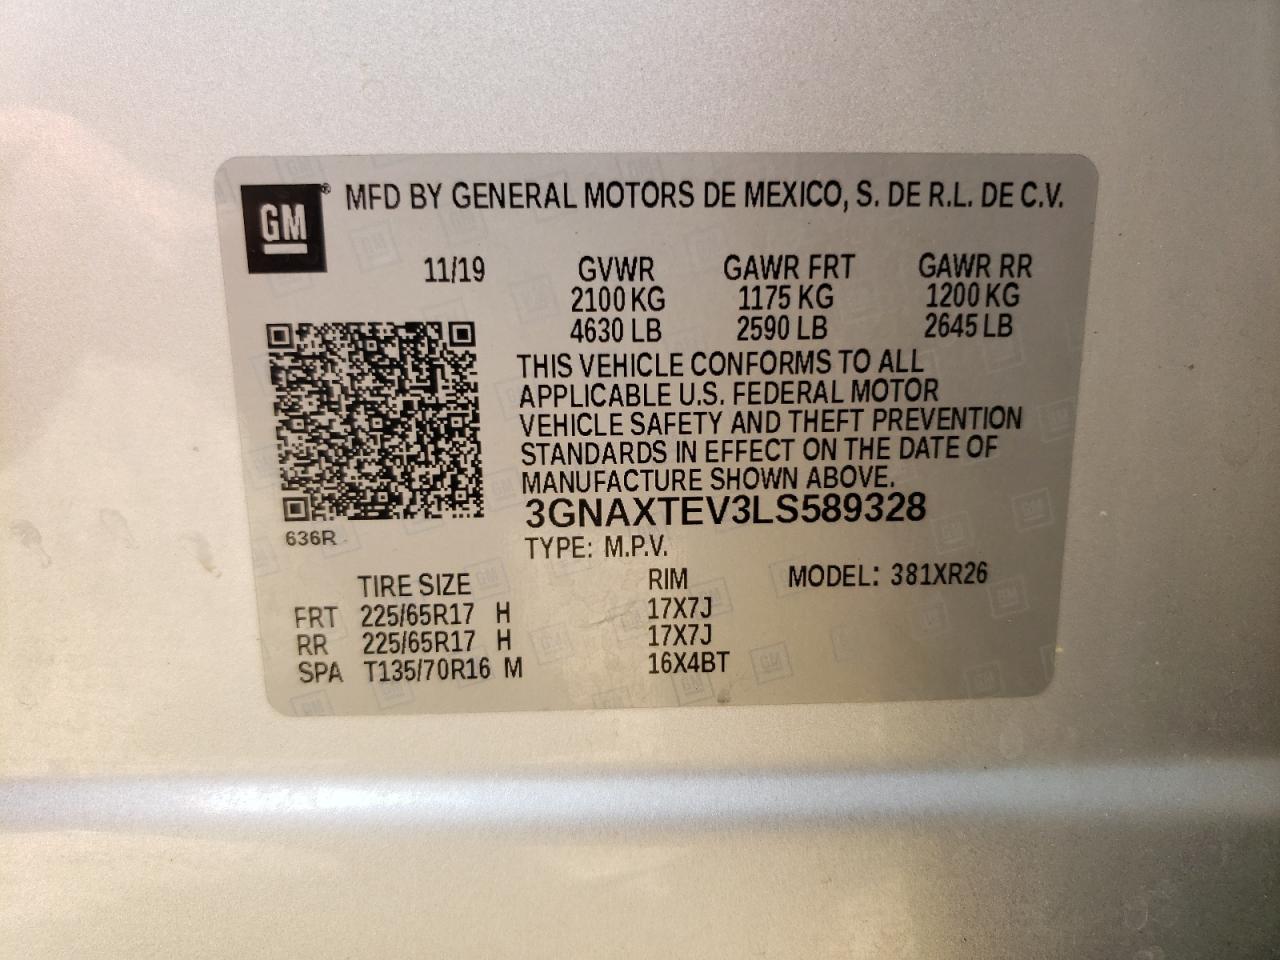 GM® MFD BY GENERAL MOTORS DE MEXICO, S. DE R.L. DE C.V.
11/19 GVWR GAWR FRT GAWR RR
2100 KG 1175 KG 1200 KG
4630 LB 2590 LB 2645 LB
THIS VEHICLE CONFORMS TO ALL
APPLICABLE U.S. FEDERAL MOTOR
VEHICLE SAFETY AND THEFT PREVENTION
STANDARDS IN EFFECT ON THE DATE OF
MANUFACTURE SHOWN ABOVE.
3GNAXTEV3LS589328
636R
TYPE: M.P.V.
TIRE SIZE RIM MODEL: 381XR26
FRT 225/65R17 H 17X7J
RR 225/65R17 H 17X7J
SPA T135/70R16 M 16X4BT